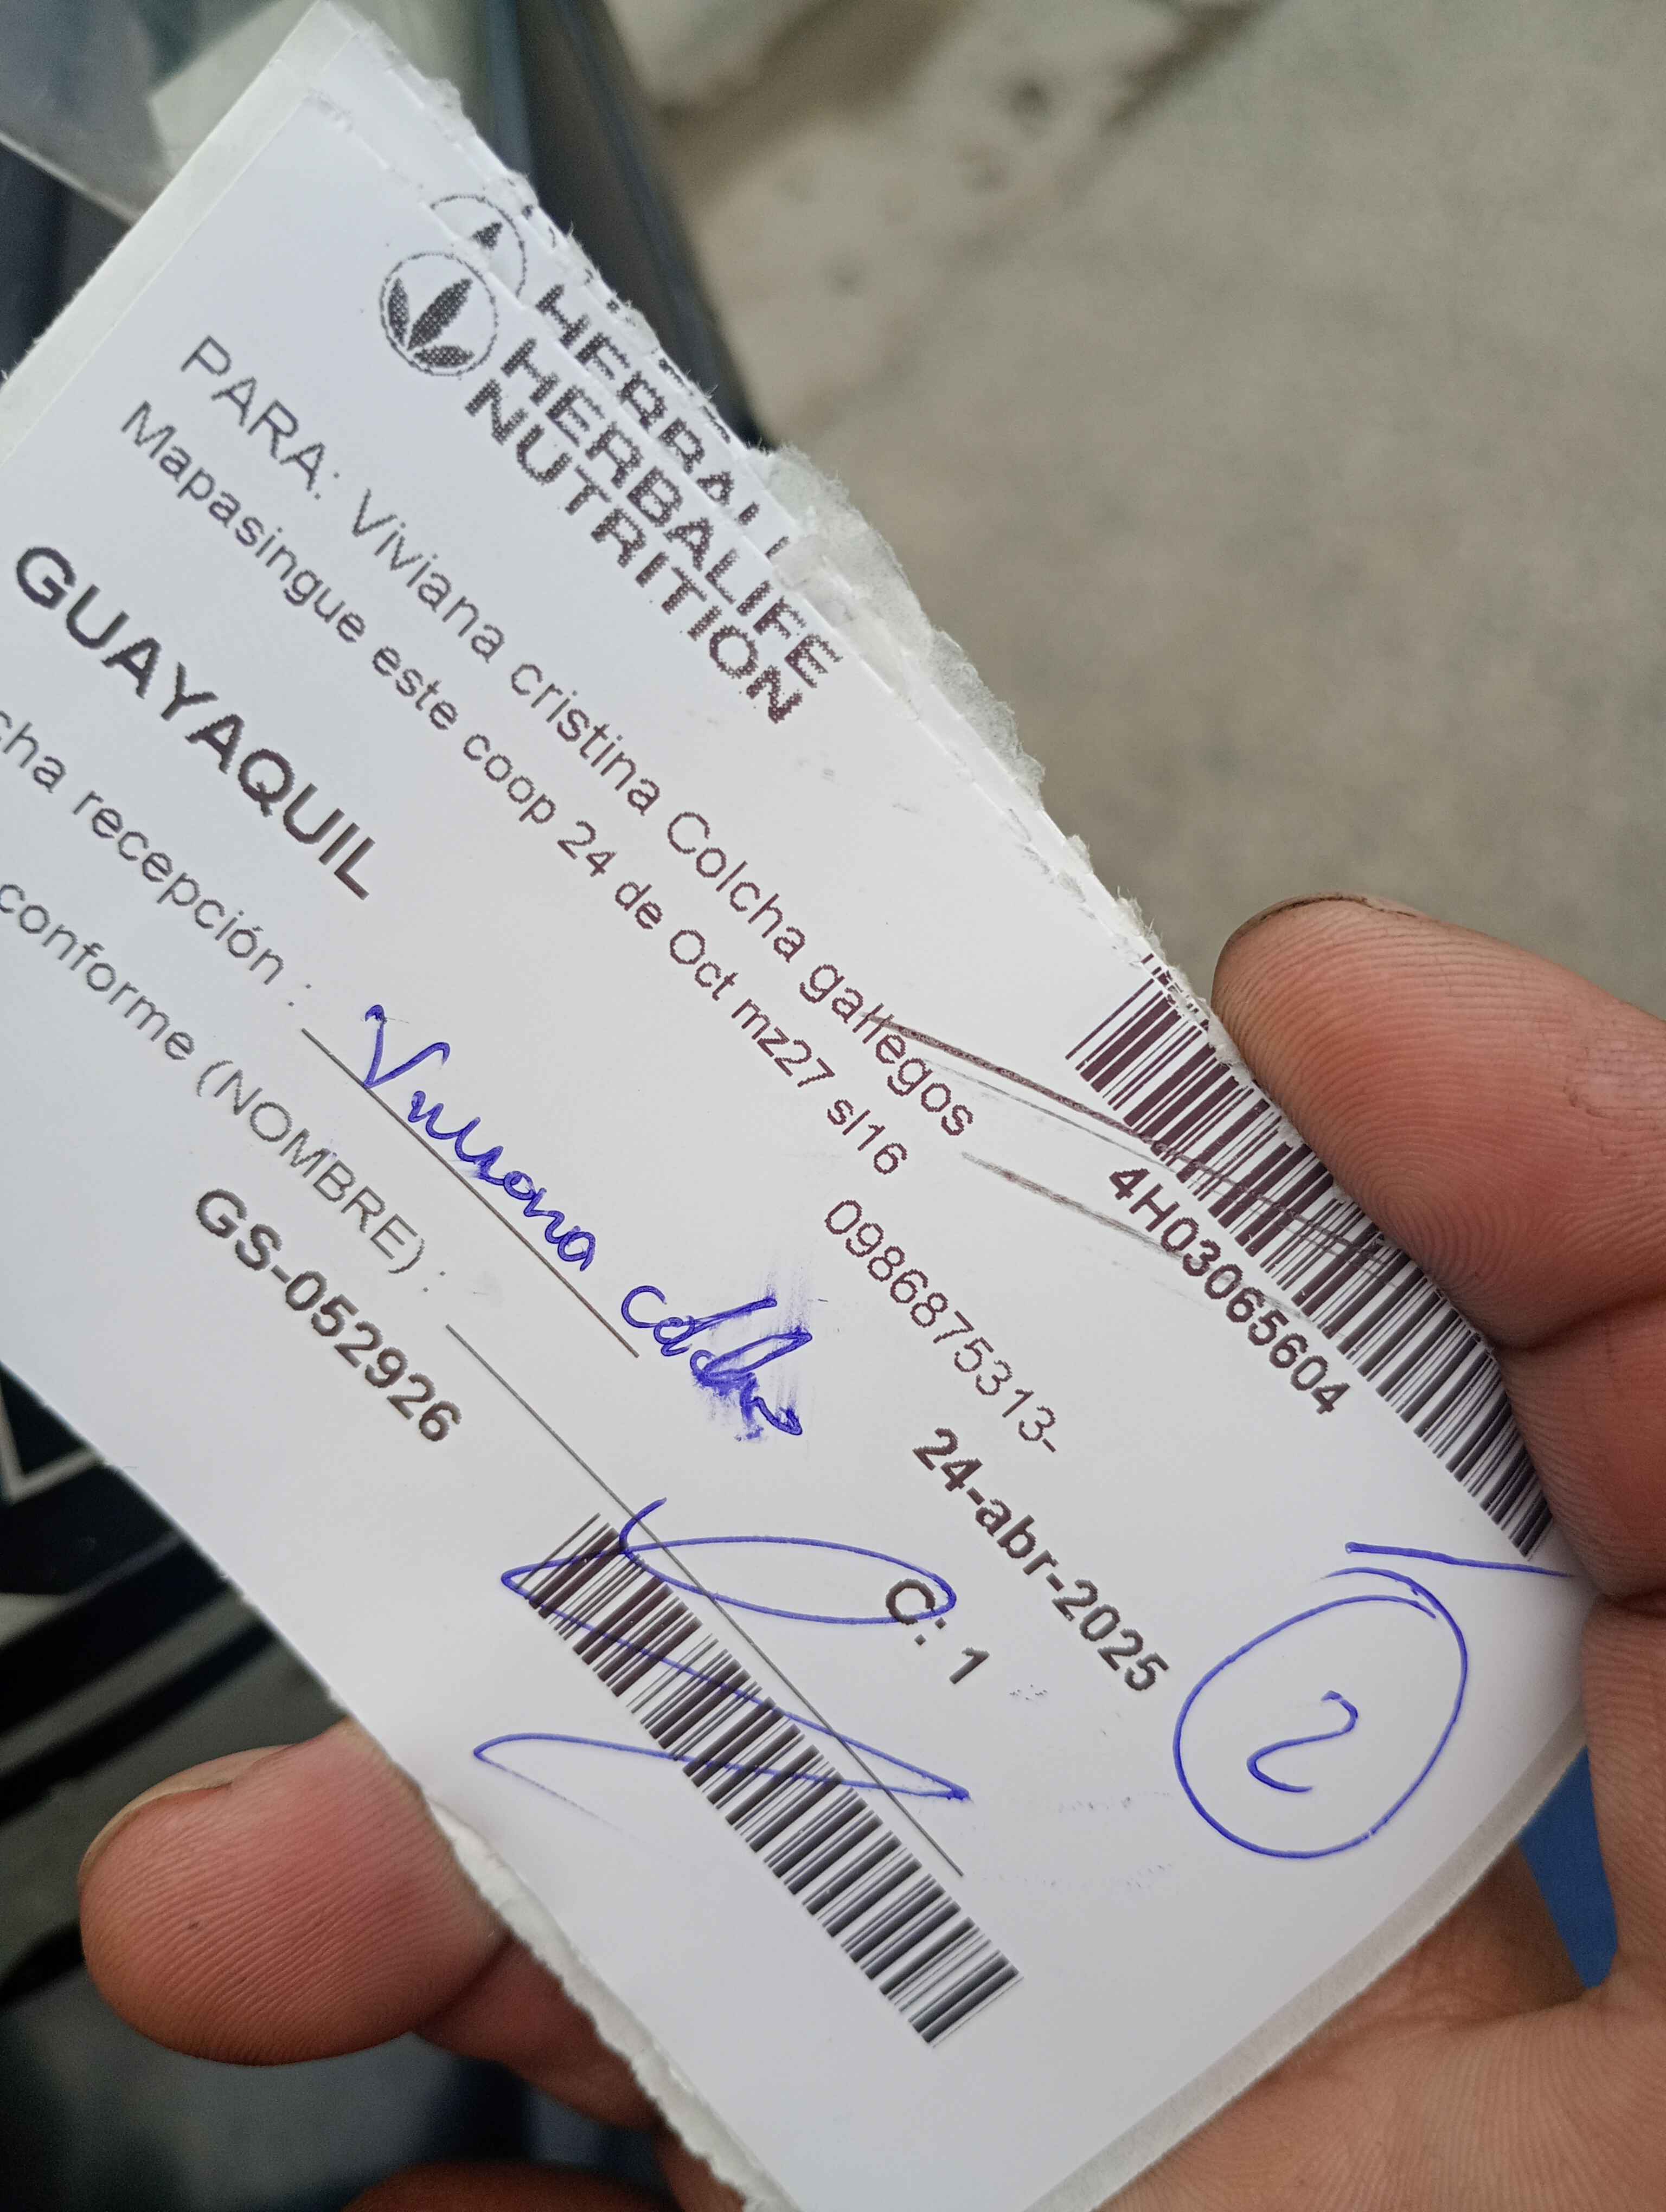 HERBALIFE
NUTRITION
4H03065604
PARA: Viviana cristina Colcha gallegos
Mapasingue este coop 24 de Oct mz27 sl16
0986875313-
24-abr-2025
GUAYAQUIL
C: 1
2
cha recepción :
Viviana
conforme (NOMBRE) :
GS-052926